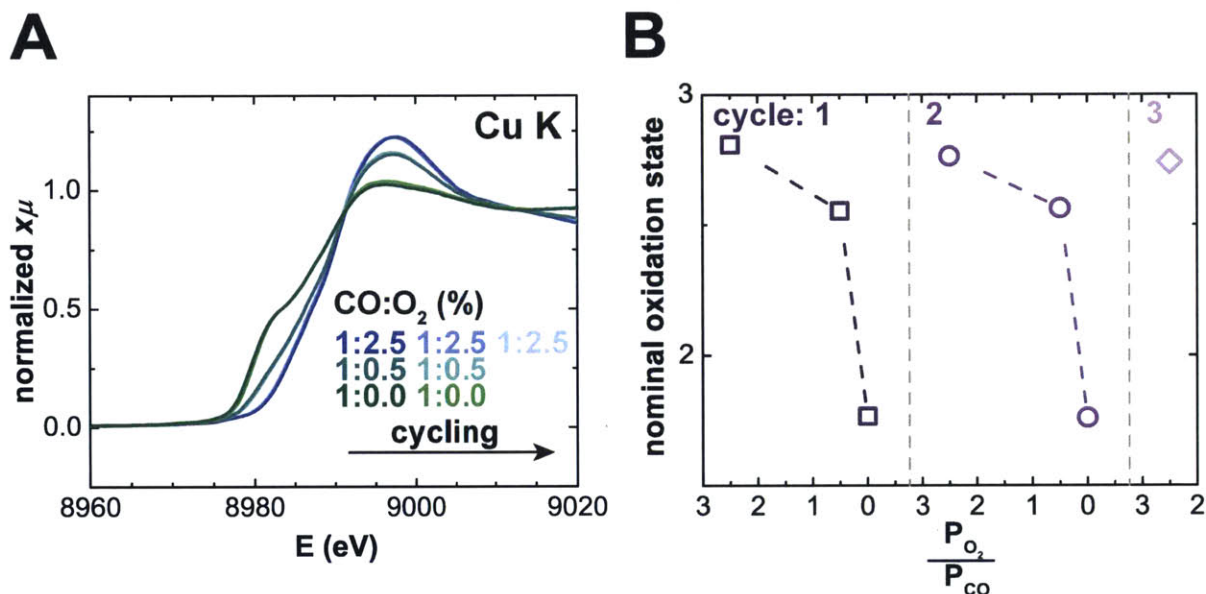 A
Cu K
normalized xμ
1.0
0.5
0.0
CO:O₂ (%)
1:2.5 1:2.5 1:2.5
1:0.5 1:0.5
1:0.0 1:0.0
cycling
8960 8980 9000 9020
E (eV)
B
cycle: 1 2 3
nominal oxidation state
3
2
3 2 1 0 3 2 1 0 3 2
P_O₂
P_CO